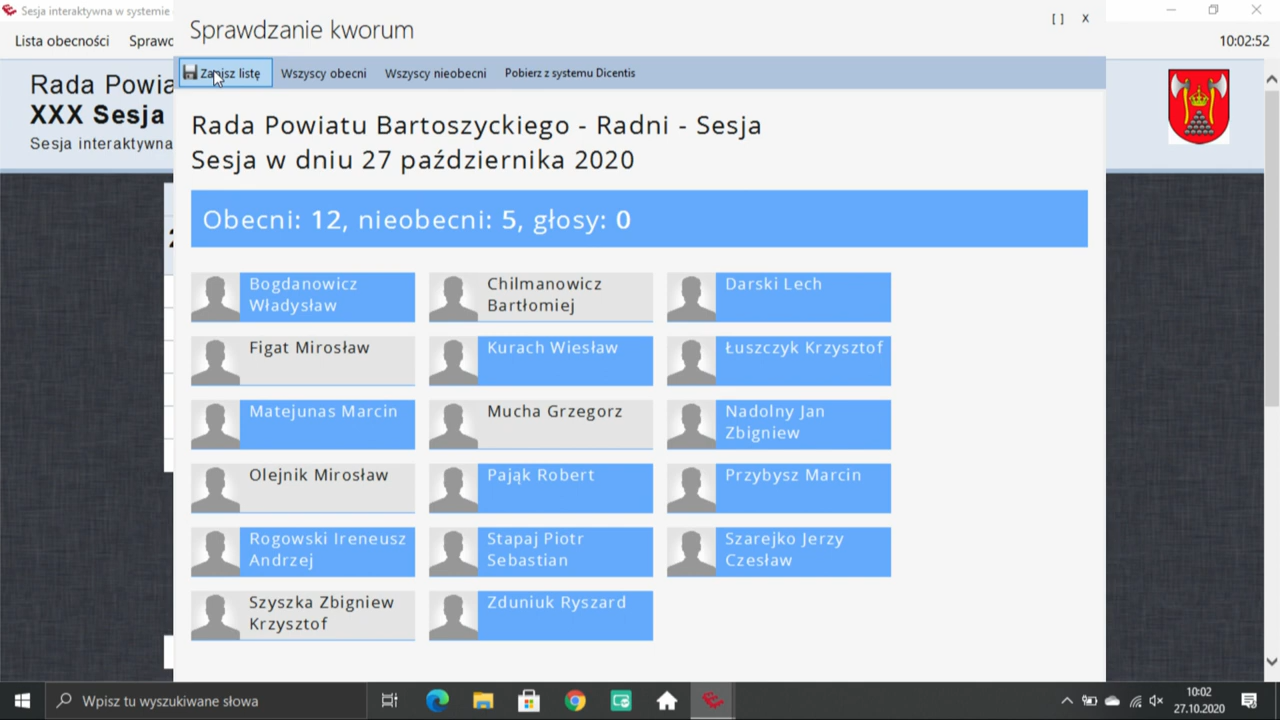 Sesja interaktywna w systemie
Sprawdzanie kworum
[ ] X
Lista obecności
10:02:52
Zapisz listę Wszyscy obecni Wszyscy nieobecni Pobierz z systemu Dicentis
XXX Sesja
Sesja interaktywna
Rada Powiatu Bartoszyckiego - Radni - Sesja
Sesja w dniu 27 października 2020
Obecni: 12, nieobecni: 5, głosy: 0
Bogdanowicz
Władysław
Chilmanowicz
Bartłomiej
Darski Lech
Figat Mirosław
Kurach Wiesław
Łuszczyk Krzysztof
Matejunas Marcin
Mucha Grzegorz
Nadolny Jan
Zbigniew
Olejnik Mirosław
Pająk Robert
Przybysz Marcin
Rogowski Ireneusz
Andrzej
Stapaj Piotr
Sebastian
Szarejko Jerzy
Czesław
Szyszka Zbigniew
Krzysztof
Zduniuk Ryszard
Wpisz tu wyszukiwane słowa
10:02
27.10.2020